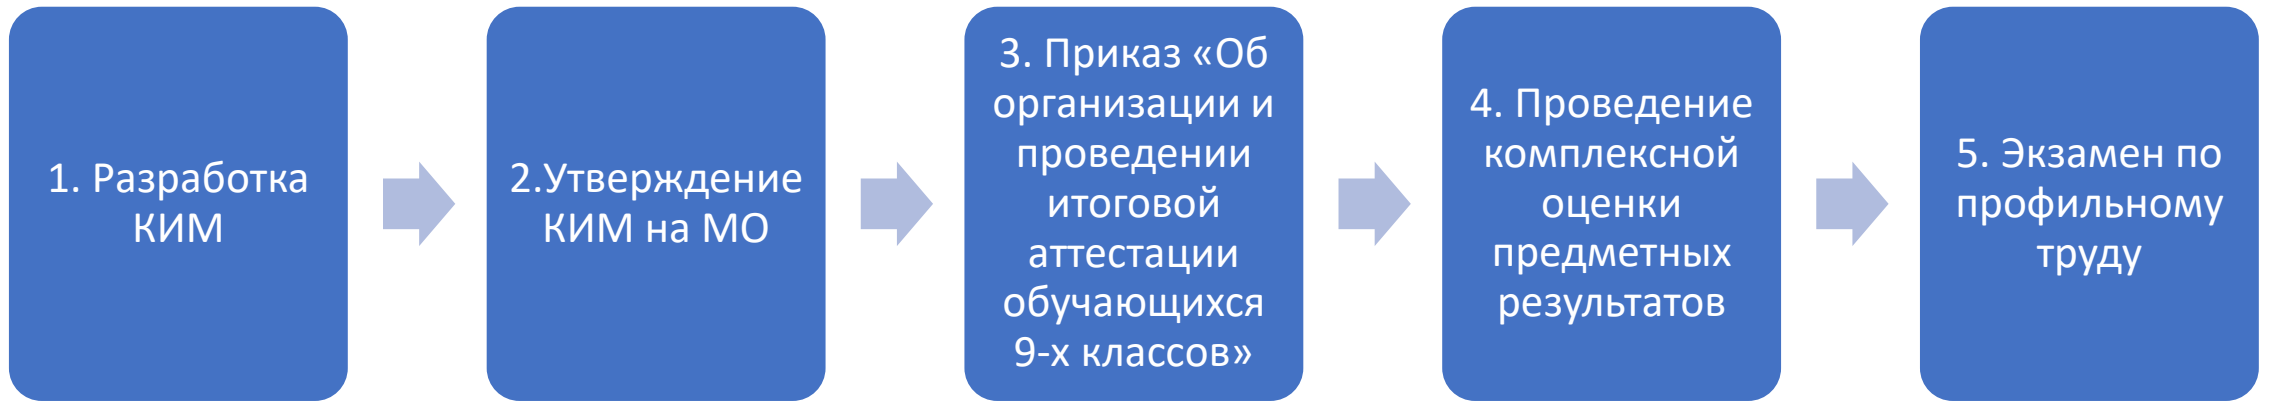 1. Разработка
КИМ
2.Утверждение
КИМ на МО
3. Приказ «Об
организации и
проведении
итоговой
аттестации
обучающихся
9-х классов»
4. Проведение
комплексной
оценки
предметных
результатов
5. Экзамен по
профильному
труду